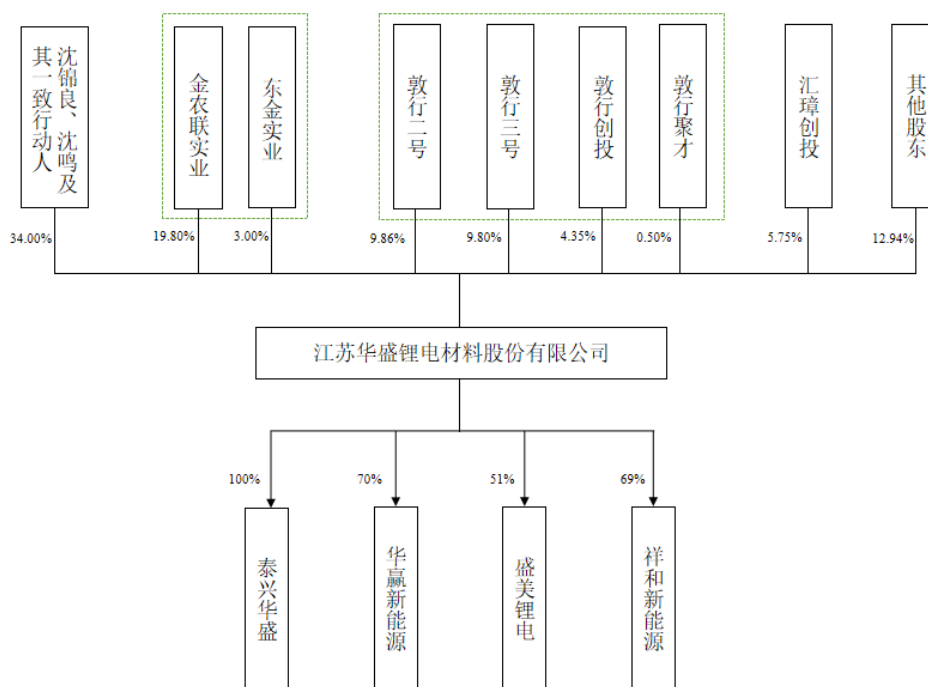 沈锦良、沈鸣及
其一致行动人
金农联实业
东金实业
敦行二号
敦行三号
敦行创投
敦行聚才
汇璋创投
其他股东
34.00%
19.80%
3.00%
9.86%
9.80%
4.35%
0.50%
5.75%
12.94%
江苏华盛锂电材料股份有限公司
100%
70%
51%
69%
泰兴华盛
华赢新能源
盛美锂电
祥和新能源